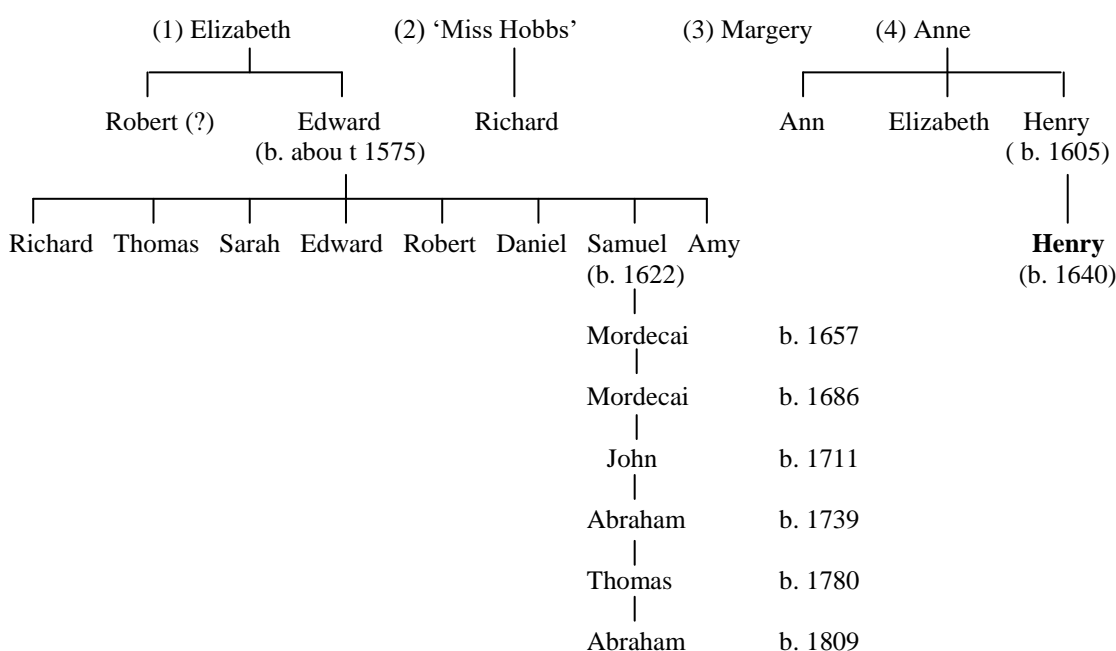 (1) Elizabeth (2) ‘Miss Hobbs’ (3) Margery (4) Anne
Robert (?) Edward Richard Ann Elizabeth Henry
(b. abou t 1575) ( b. 1605)
Richard Thomas Sarah Edward Robert Daniel Samuel Amy Henry
(b. 1622) (b. 1640)
Mordecai b. 1657
Mordecai b. 1686
John b. 1711
Abraham b. 1739
Thomas b. 1780
Abraham b. 1809